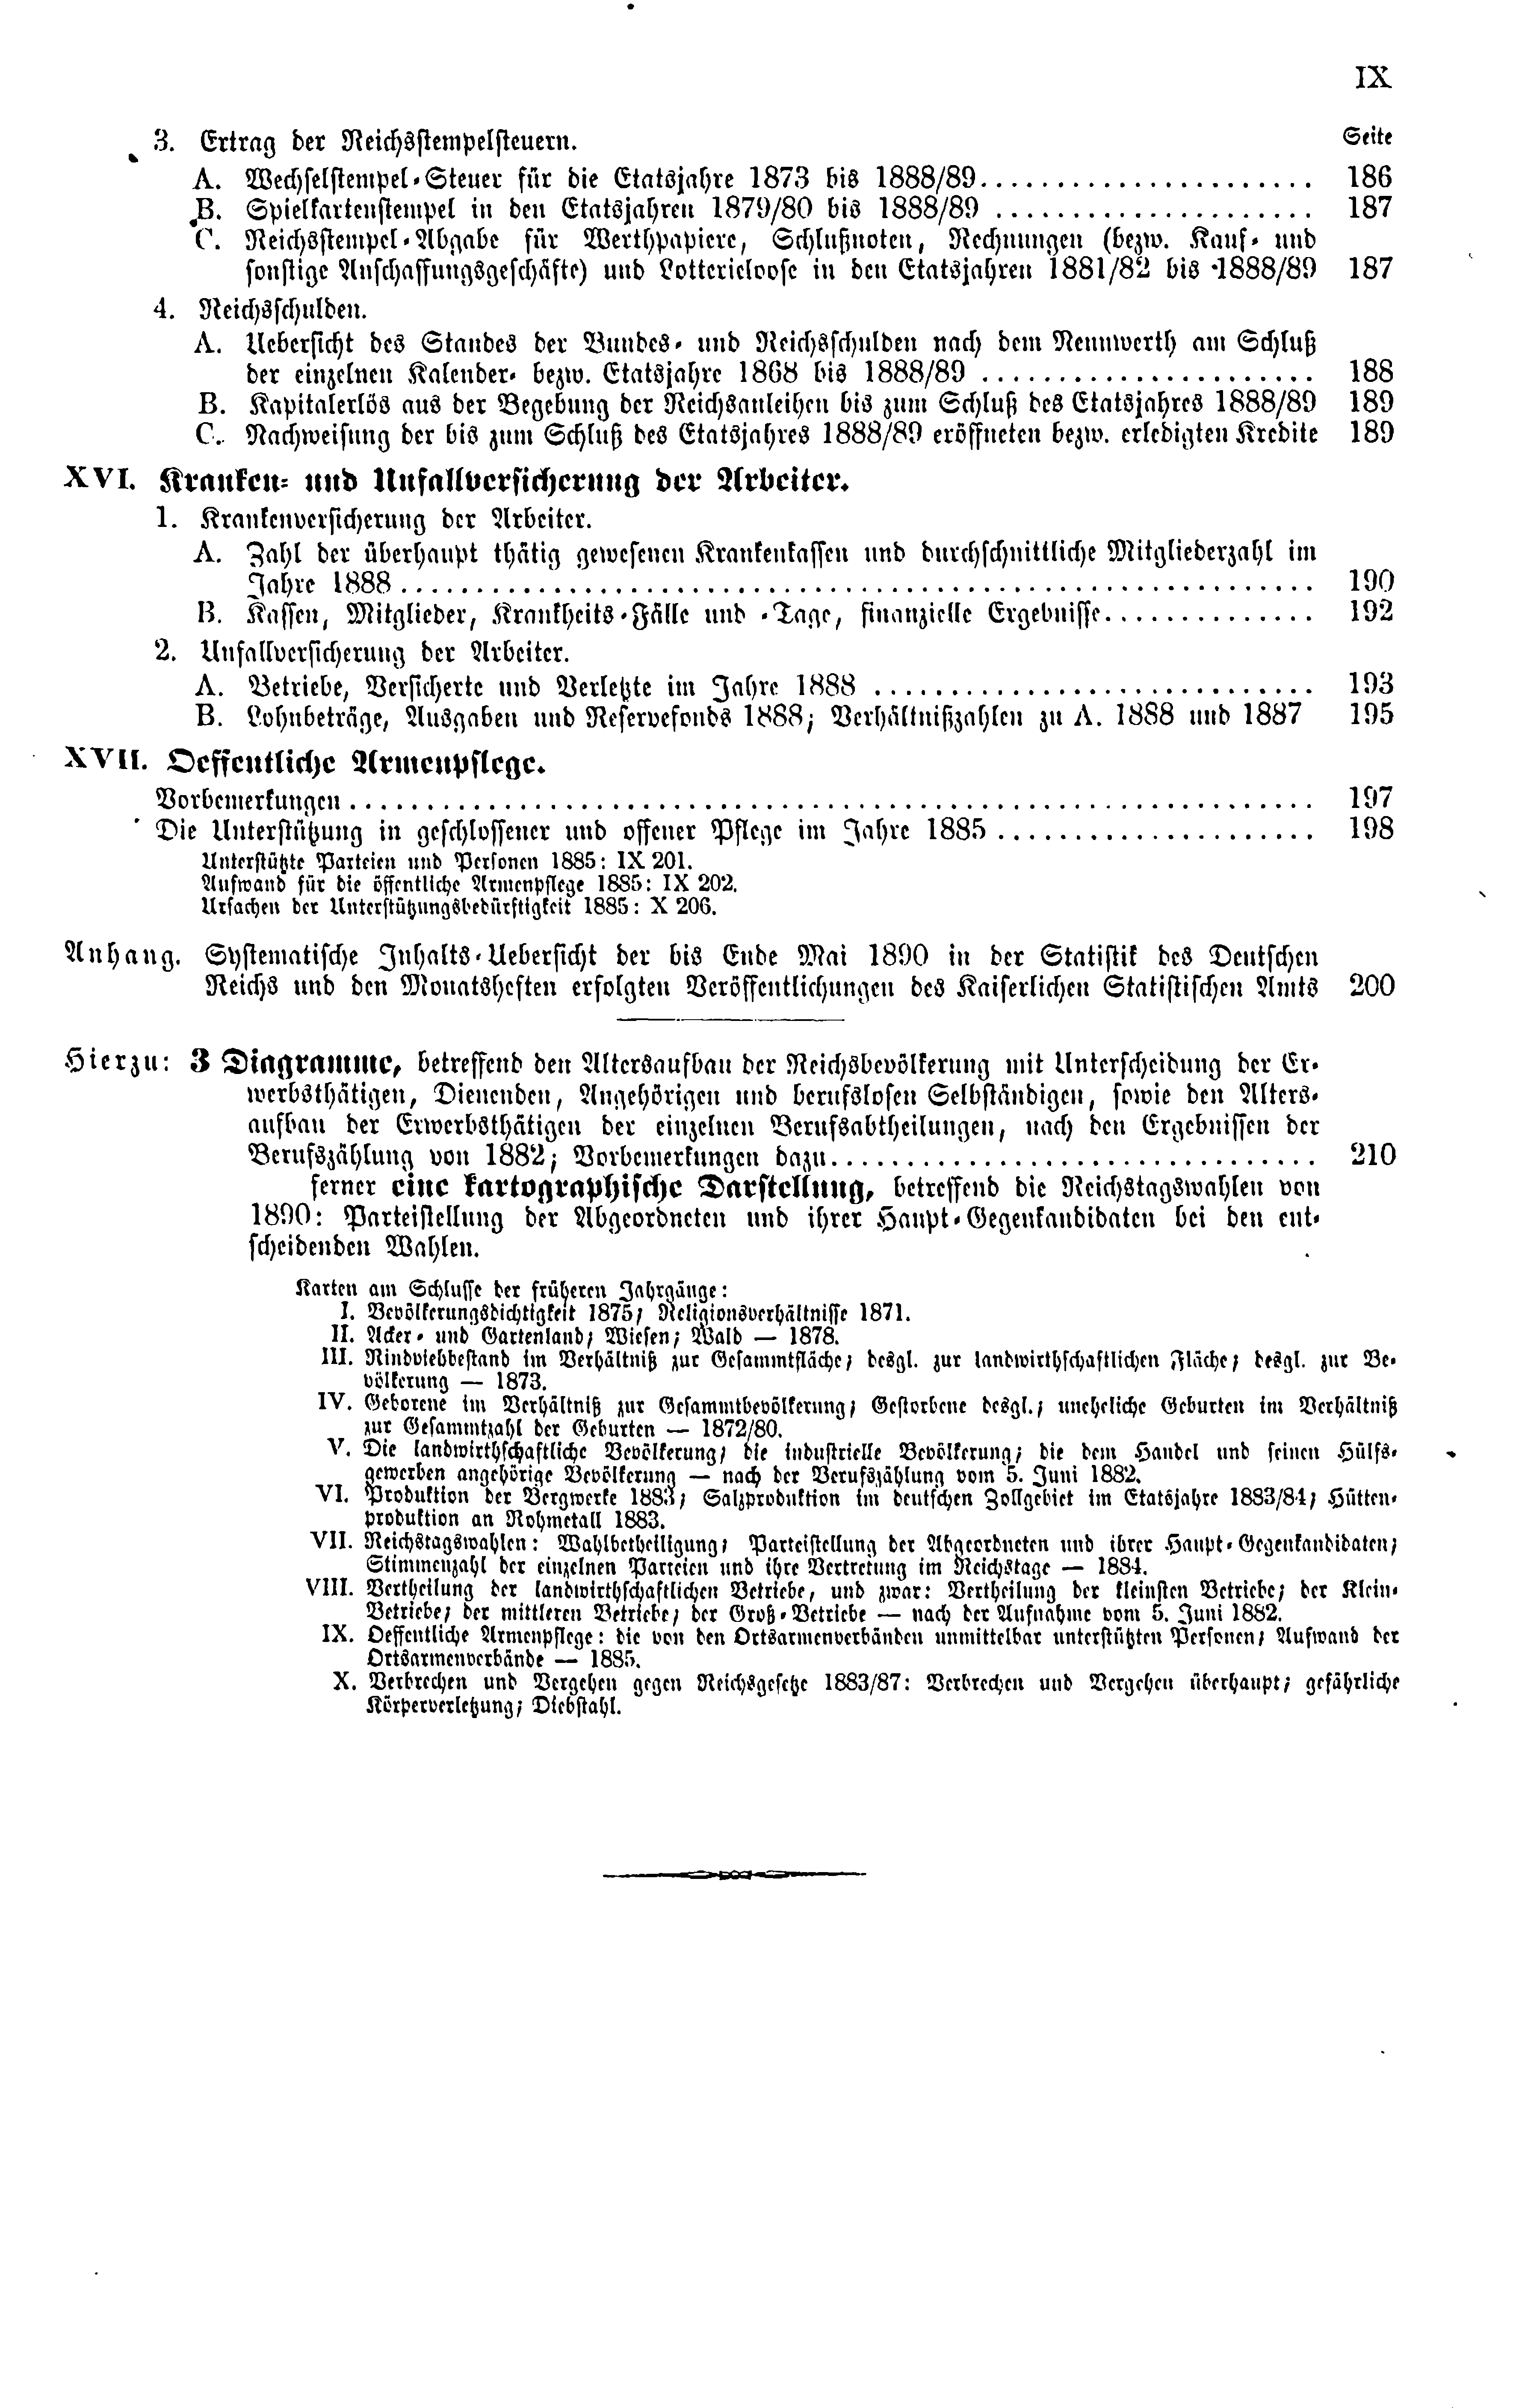 IX
Seite
3. Ertrag der Reichsstempelsteuern.
A. Wechselstempel-Steuer für die Etatsjahre 1873 bis 1888/89................................ 186
B. Spielkartenstempel in den Etatsjahren 1879/80 bis 1888/89 ............................ 187
C. Reichsstempel-Abgabe für Werthpapiere, Schlußnoten, Rechnungen (bezw. Kauf- und
sonstige Anschaffungsgeschäfte) und Lotterieloose in den Etatsjahren 1881/82 bis 1888/89 187
4. Reichsschulden.
A. Uebersicht des Standes der Bundes- und Reichsschulden nach dem Nennwerth am Schluß
der einzelnen Kalender- bezw. Etatsjahre 1868 bis 1888/89 ............................ 188
B. Kapitalerlös aus der Begebung der Reichsanleihen bis zum Schluß des Etatsjahres 1888/89 189
C. Nachweisung der bis zum Schluß des Etatsjahres 1888/89 eröffneten bezw. erledigten Kredite 189
XVI. Kranken- und Unfallversicherung der Arbeiter.
1. Krankenversicherung der Arbeiter.
A. Zahl der überhaupt thätig gewesenen Krankenkassen und durchschnittliche Mitgliederzahl im
Jahre 1888............................................................ 190
B. Kassen, Mitglieder, Krankheits-Fälle und -Tage, finanzielle Ergebnisse.............. 192
2. Unfallversicherung der Arbeiter.
A. Betriebe, Versicherte und Verletzte im Jahre 1888 ............................ 193
B. Lohnbeträge, Ausgaben und Reservefonds 1888; Verhältnißzahlen zu A. 1888 und 1887 195
XVII. Oeffentliche Armenpflege.
Vorbemerkungen............................................................ 197
Die Unterstützung in geschlossener und offener Pflege im Jahre 1885.................... 198
Unterstützte Parteien und Personen 1885: IX 201.
Aufwand für die öffentliche Armenpflege 1885: IX 202.
Ursachen der Unterstützungsbedürftigkeit 1885: X 206.
Anhang. Systematische Inhalts-Uebersicht der bis Ende Mai 1890 in der Statistik des Deutschen
Reichs und den Monatsheften erfolgten Veröffentlichungen des Kaiserlichen Statistischen Amts 200
Hierzu: 3 Diagramme, betreffend den Altersaufbau der Reichsbevölkerung mit Unterscheidung der Er-
werbsthätigen, Dienenden, Angehörigen und berufslosen Selbständigen, sowie den Alters-
aufbau der Erwerbsthätigen der einzelnen Berufsabtheilungen, nach den Ergebnissen der
Berufszählung von 1882; Vorbemerkungen dazu................................ 210
ferner eine kartographische Darstellung, betreffend die Reichstagswahlen von
1890: Parteistellung der Abgeordneten und ihrer Haupt-Gegenkandidaten bei den ent-
scheidenden Wahlen.
Karten am Schlusse der früheren Jahrgänge:
I. Bevölkerungsdichtigkeit 1875; Religionsverhältnisse 1871.
II. Acker- und Gartenland; Wiesen; Wald — 1878.
III. Rindviehbestand im Verhältniß zur Gesammtfläche; desgl. zur landwirthschaftlichen Fläche; desgl. zur Be-
völkerung — 1873.
IV. Geborene im Verhältniß zur Gesammtbevölkerung; Gestorbene desgl.; uneheliche Geburten im Verhältniß
zur Gesammtzahl der Geburten — 1872/80.
V. Die landwirthschaftliche Bevölkerung; die industrielle Bevölkerung; die dem Handel und seinen Hülfs-
gewerben angehörige Bevölkerung — nach der Berufszählung vom 5. Juni 1882.
VI. Produktion der Bergwerke 1883; Salzproduktion im deutschen Zollgebiet im Etatsjahre 1883/84; Hütten-
produktion an Rohmetall 1883.
VII. Reichstagswahlen: Wahlbetheiligung; Parteistellung der Abgeordneten und ihrer Haupt-Gegenkandidaten;
Stimmenzahl der einzelnen Parteien und ihre Vertretung im Reichstage — 1884.
VIII. Vertheilung der landwirthschaftlichen Betriebe, und zwar: Vertheilung der kleinsten Betriebe; der Klein-
Betriebe; der mittleren Betriebe; der Groß-Betriebe — nach der Aufnahme vom 5. Juni 1882.
IX. Oeffentliche Armenpflege: die von den Ortsarmenverbänden unmittelbar unterstützten Personen; Aufwand der
Ortsarmenverbände — 1885.
X. Verbrechen und Vergehen gegen Reichsgesetze 1883/87: Verbrechen und Vergehen überhaupt; gefährliche
Körperverletzung; Diebstahl.